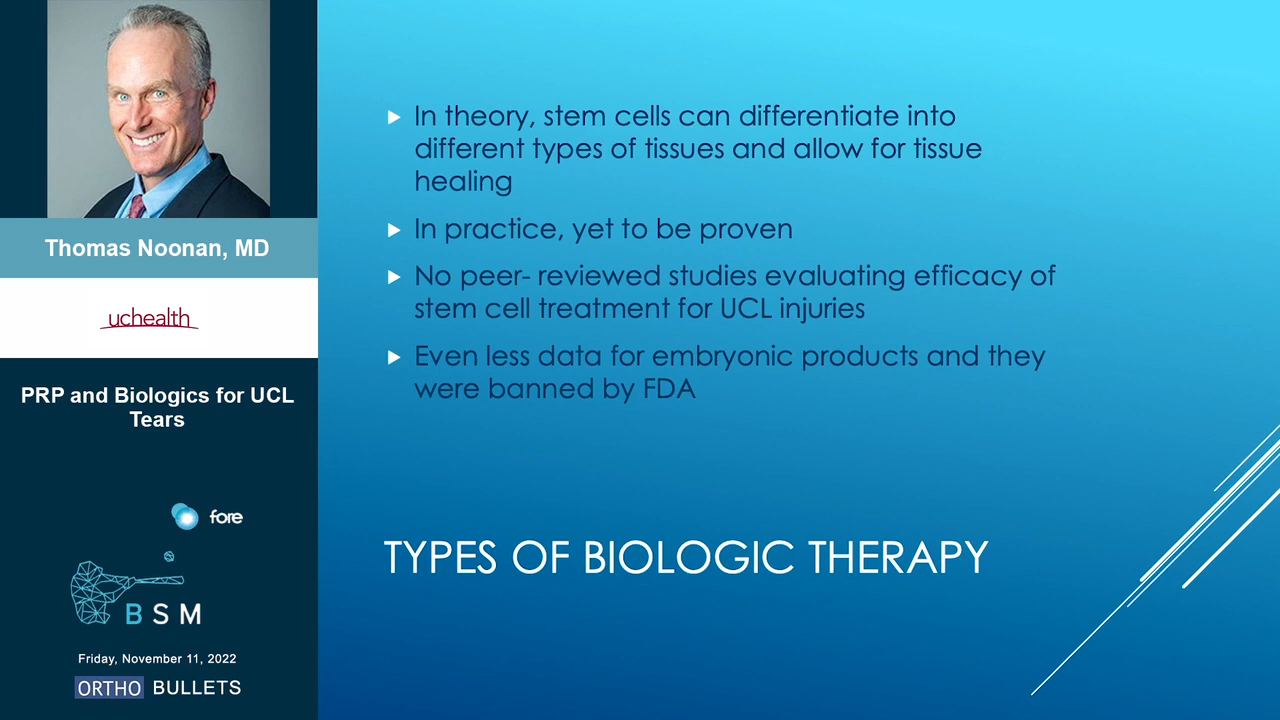 Thomas Noonan, MD
uchealth
PRP and Biologics for UCL
Tears
fore
BSM
Friday, November 11, 2022
ORTHO BULLETS
In theory, stem cells can differentiate into
different types of tissues and allow for tissue
healing
In practice, yet to be proven
No peer- reviewed studies evaluating efficacy of
stem cell treatment for UCL injuries
Even less data for embryonic products and they
were banned by FDA
TYPES OF BIOLOGIC THERAPY